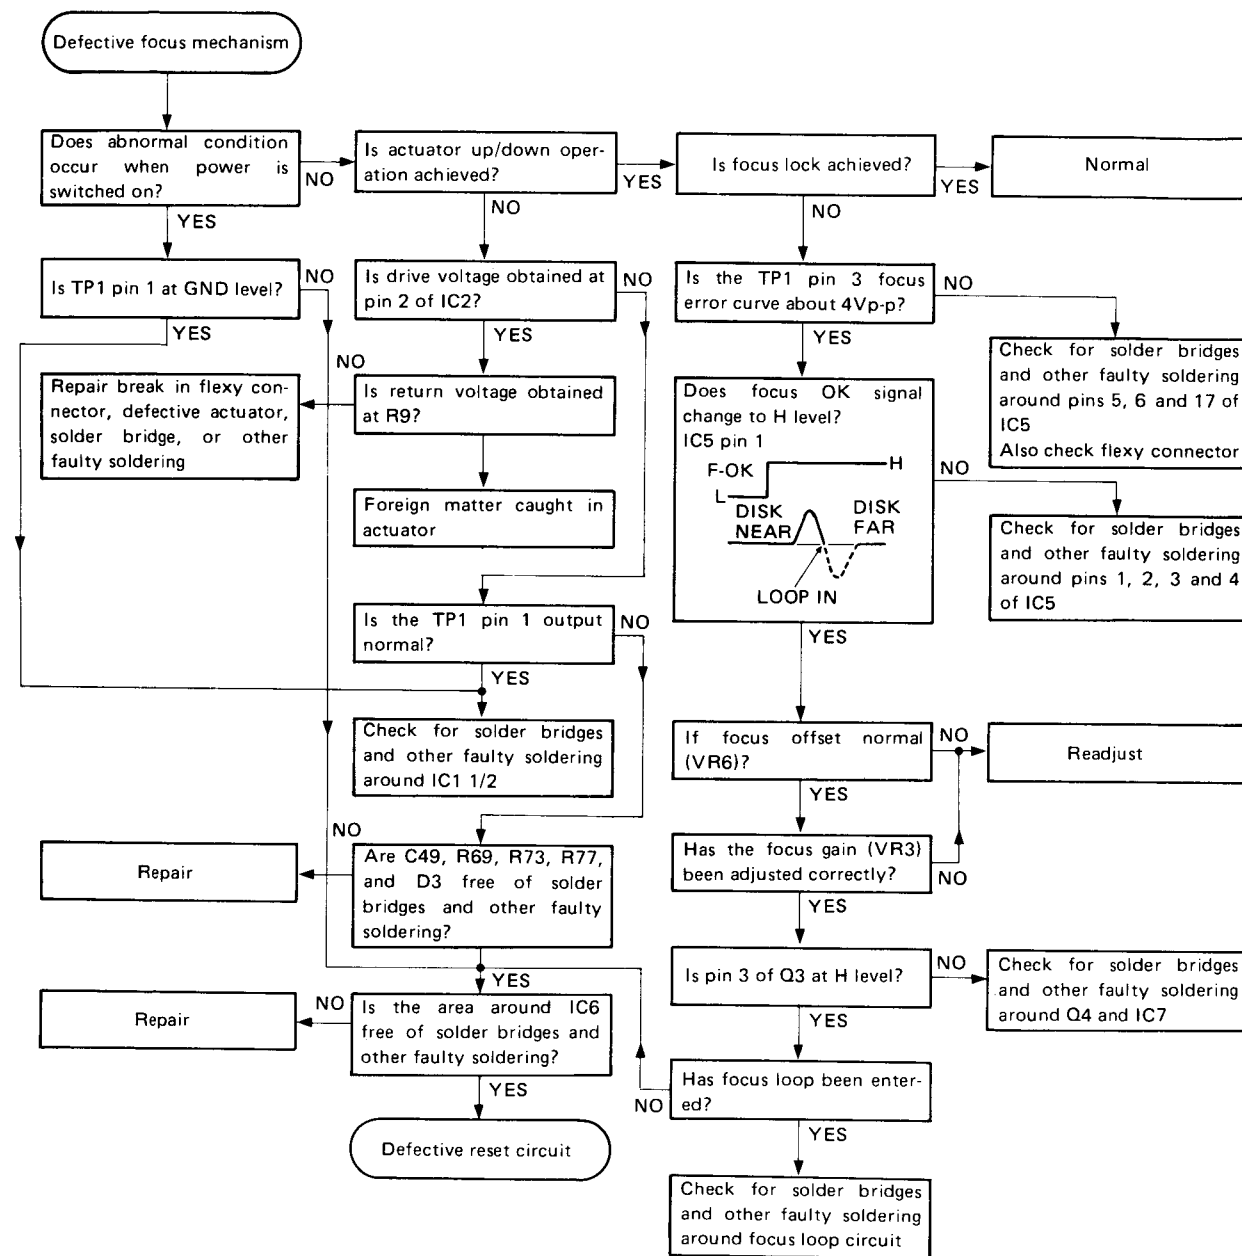 Defective focus mechanism
Does abnormal condition
occur when power is
switched on?
NO
YES
Is actuator up/down oper-
ation achieved?
YES
NO
Is focus lock achieved?
YES
NO
Normal
Is TP1 pin 1 at GND level?
NO
YES
Is drive voltage obtained at
pin 2 of IC2?
NO
YES
Is the TP1 pin 3 focus
error curve about 4Vp-p?
NO
YES
Check for solder bridges
and other faulty soldering
around pins 5, 6 and 17 of
IC5
Also check flexy connector
Repair break in flexy con-
nector, defective actuator,
solder bridge, or other
faulty soldering
NO
Is return voltage obtained
at R9?
Foreign matter caught in
actuator
Does focus OK signal
change to H level?
IC5 pin 1
F-OK
H
L
DISK
NEAR
DISK
FAR
LOOP IN
NO
YES
Check for solder bridges
and other faulty soldering
around pins 1, 2, 3 and 4
of IC5
Is the TP1 pin 1 output
normal?
NO
YES
Check for solder bridges
and other faulty soldering
around IC1 1/2
If focus offset normal
(VR6)?
NO
YES
Readjust
Repair
NO
Are C49, R69, R73, R77,
and D3 free of solder
bridges and other faulty
soldering?
YES
Has the focus gain (VR3)
been adjusted correctly?
NO
YES
Is pin 3 of Q3 at H level?
NO
YES
Check for solder bridges
and other faulty soldering
around Q4 and IC7
Repair
NO
Is the area around IC6
free of solder bridges and
other faulty soldering?
YES
Defective reset circuit
Has focus loop been enter-
ed?
NO
YES
Check for solder bridges
and other faulty soldering
around focus loop circuit